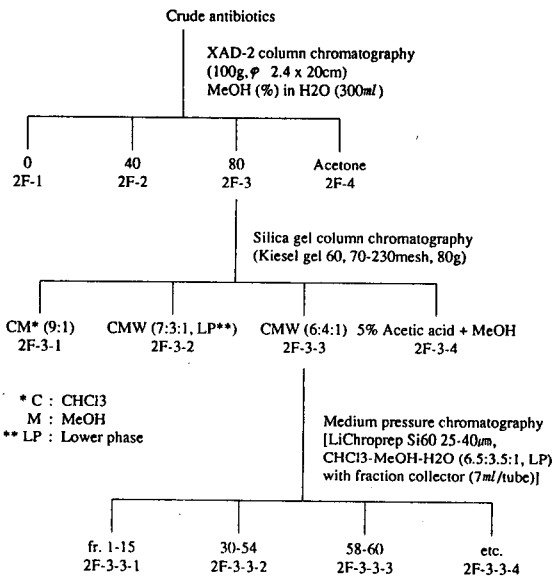 Crude antibiotics
XAD-2 column chromatography
(100g, φ 2.4 x 20cm)
MeOH (%) in H2O (300ml)
0 40 80 Acetone
2F-1 2F-2 2F-3 2F-4
Silica gel column chromatography
(Kiesel gel 60, 70-230mesh, 80g)
CM* (9:1) CMW (7:3:1, LP**) CMW (6:4:1) 5% Acetic acid + MeOH
2F-3-1 2F-3-2 2F-3-3 2F-3-4
* C : CHCl3
M : MeOH
** LP : Lower phase
Medium pressure chromatography
[LiChroprep Si60 25-40μm,
CHCl3-MeOH-H2O (6.5:3.5:1, LP)
with fraction collector (7ml/tube)]
fr. 1-15 30-54 58-60 etc.
2F-3-3-1 2F-3-3-2 2F-3-3-3 2F-3-3-4